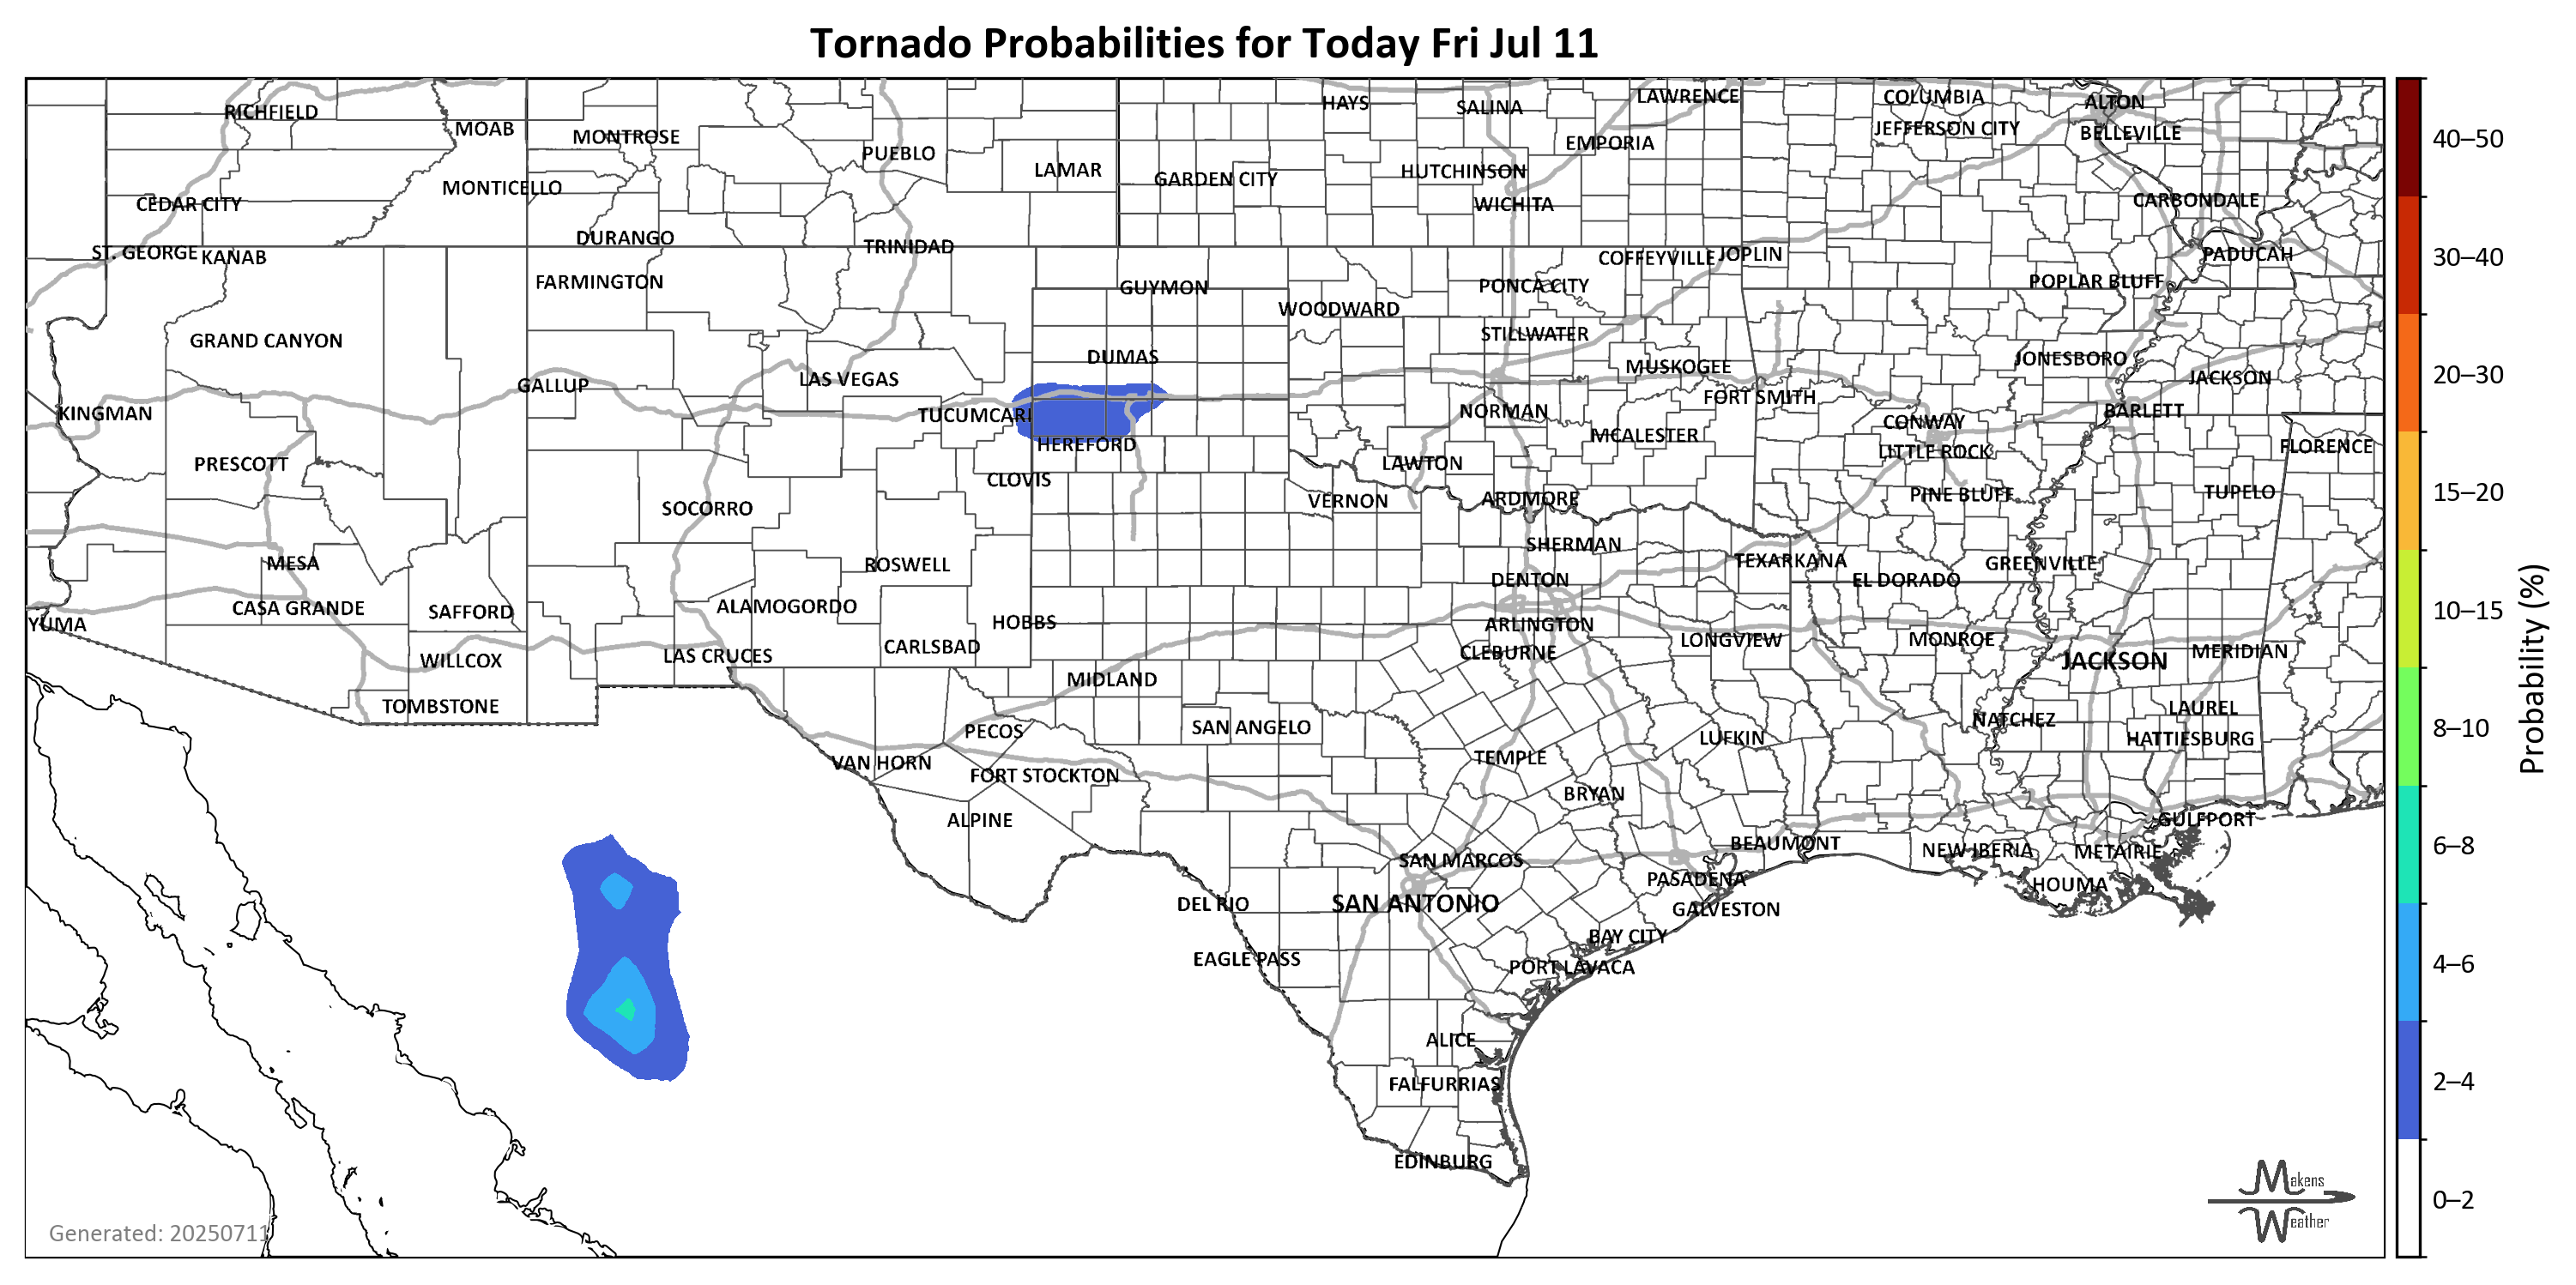 Tornado Probabilities for Today Fri Jul 11
RICHFIELD
MOAB
MONTROSE
PUEBLO
LAMAR
HAYS
SALINA
LAWRENCE
COLUMBIA
ALTON
JEFFERSON CITY
BELLEVILLE
EMPORIA
HUTCHINSON
GARDEN CITY
WICHITA
MONTICELLO
CEDAR CITY
CARBONDALE
DURANGO
TRINIDAD
ST. GEORGE
KANAB
COFFEYVILLE
JOPLIN
PADUCAH
FARMINGTON
GUYMON
PONCA CITY
POPLAR BLUFF
WOODWARD
GRAND CANYON
STILLWATER
DUMAS
JONESBORO
MUSKOGEE
LAS VEGAS
GALLUP
JACKSON
FORT SMITH
KINGMAN
TUCUMCARI
NORMAN
BARLETT
CONWAY
HEREFORD
MCALESTER
LITTLE ROCK
FLORENCE
PRESCOTT
LAWTON
CLOVIS
TUPELO
PINE BLUFF
SOCORRO
VERNON
ARDMORE
SHERMAN
MESA
ROSWELL
TEXARKANA
GREENVILLE
DENTON
EL DORADO
CASA GRANDE
SAFFORD
ALAMOGORDO
HOBBS
YUMA
ARLINGTON
CARLSBAD
LONGVIEW
MONROE
LAS CRUCES
WILLCOX
CLEBURNE
JACKSON
MERIDIAN
MIDLAND
TOMBSTONE
LAUREL
NATCHEZ
PECOS
SAN ANGELO
LUFKIN
HATTIESBURG
VAN HORN
FORT STOCKTON
TEMPLE
BRYAN
ALPINE
GULFPORT
SAN MARCOS
BEAUMONT
NEW IBERIA
METAIRIE
PASADENA
HOUMA
DEL RIO
SAN ANTONIO
GALVESTON
BAY CITY
EAGLE PASS
PORT LAVACA
ALICE
FALFURRIAS
EDINBURG
Generated: 20250711
Makens
Weather
40–50
30–40
20–30
15–20
10–15
8–10
6–8
4–6
2–4
0–2
Probability (%)